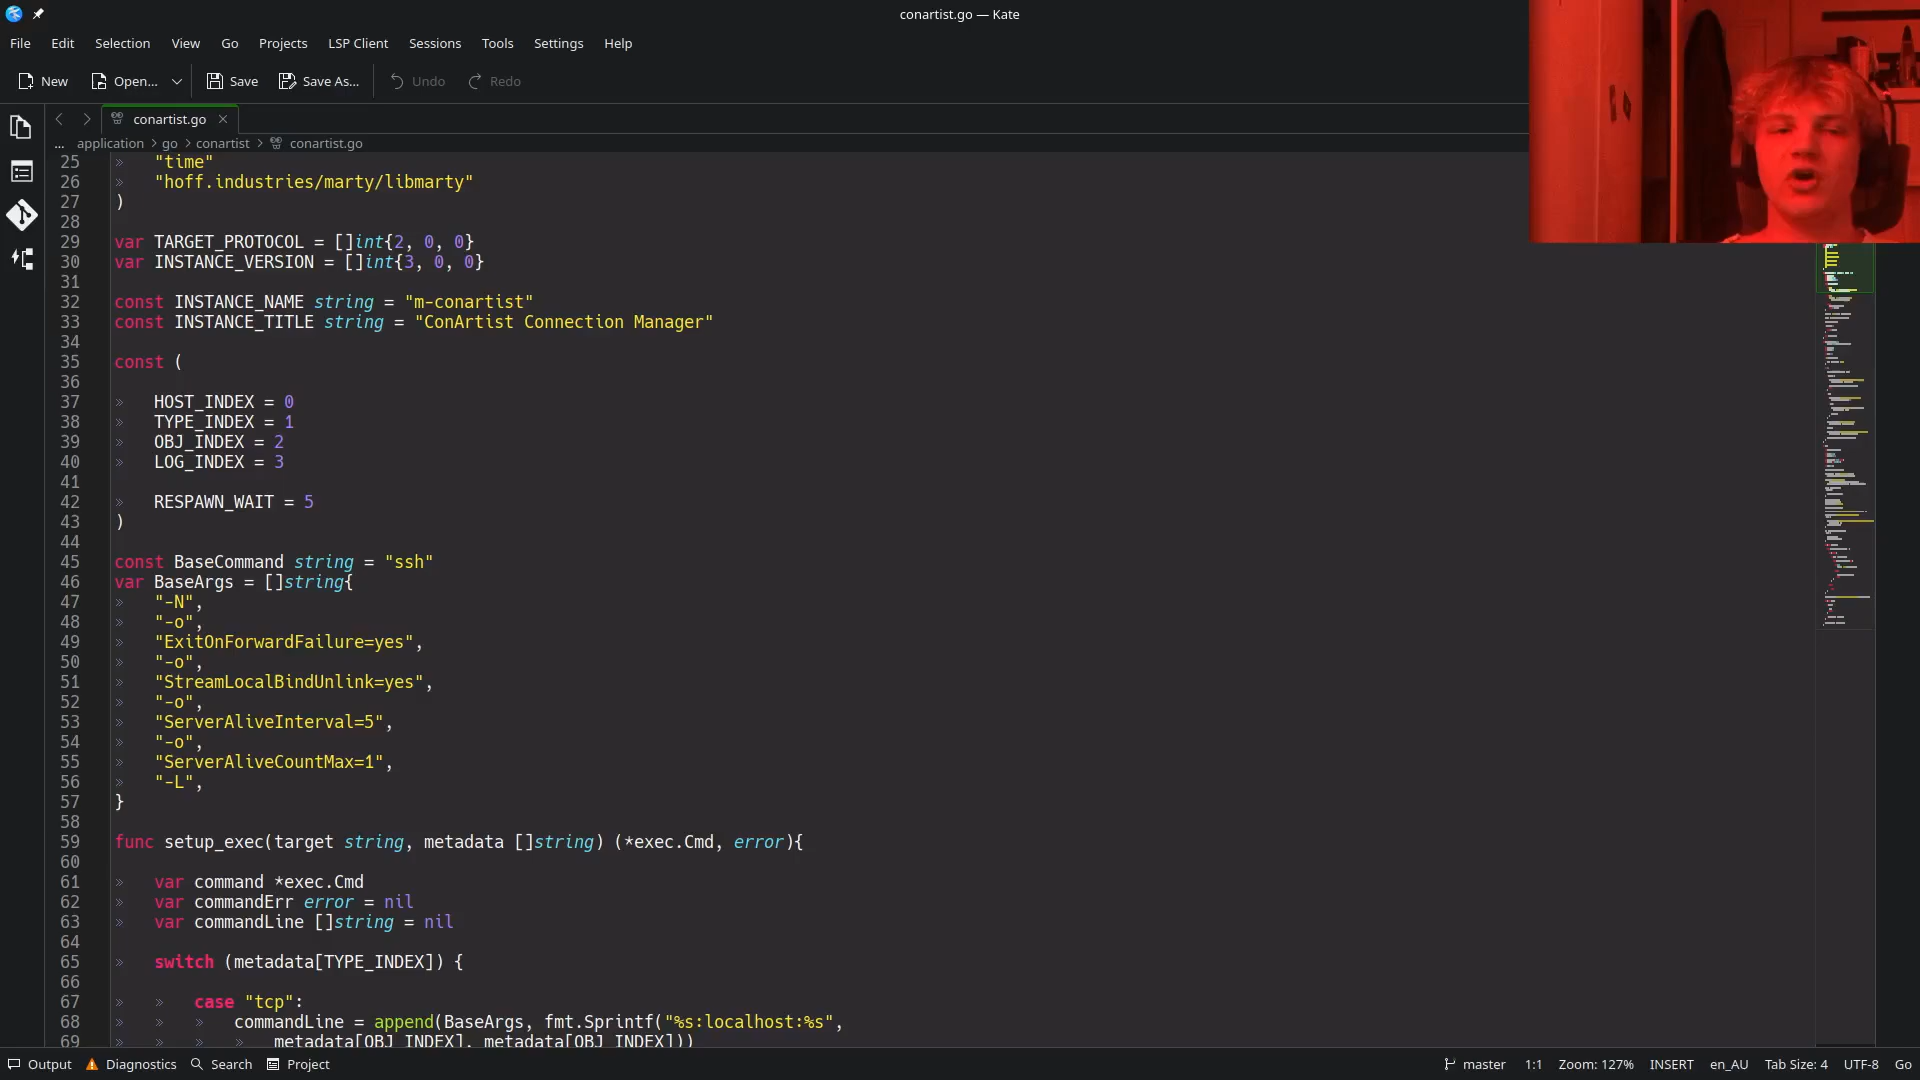 conartist.go — Kate
File Edit Selection View Go Projects LSP Client Sessions Tools Settings Help
New Open... Save Save As... Undo Redo
conartist.go
... application > go > conartist > conartist.go
25 » "time"
26 » "hoff.industries/marty/libmarty"
27 )
28
29 var TARGET_PROTOCOL = []int{2, 0, 0}
30 var INSTANCE_VERSION = []int{3, 0, 0}
31
32 const INSTANCE_NAME string = "m-conartist"
33 const INSTANCE_TITLE string = "ConArtist Connection Manager"
34
35 const (
36
37 » HOST_INDEX = 0
38 » TYPE_INDEX = 1
39 » OBJ_INDEX = 2
40 » LOG_INDEX = 3
41
42 » RESPAWN_WAIT = 5
43 )
44
45 const BaseCommand string = "ssh"
46 var BaseArgs = []string{
47 » "-N",
48 » "-o",
49 » "ExitOnForwardFailure=yes",
50 » "-o",
51 » "StreamLocalBindUnlink=yes",
52 » "-o",
53 » "ServerAliveInterval=5",
54 » "-o",
55 » "ServerAliveCountMax=1",
56 » "-L",
57 }
58
59 func setup_exec(target string, metadata []string) (*exec.Cmd, error){
60
61 » var command *exec.Cmd
62 » var commandErr error = nil
63 » var commandLine []string = nil
64
65 » switch (metadata[TYPE_INDEX]) {
66
67 » » case "tcp":
68 » » » commandLine = append(BaseArgs, fmt.Sprintf("%s:localhost:%s",
69 » » » » metadata[OBJ_INDEX], metadata[OBJ_INDEX]))
Output Diagnostics Search Project master 1:1 Zoom: 127% INSERT en_AU Tab Size: 4 UTF-8 Go